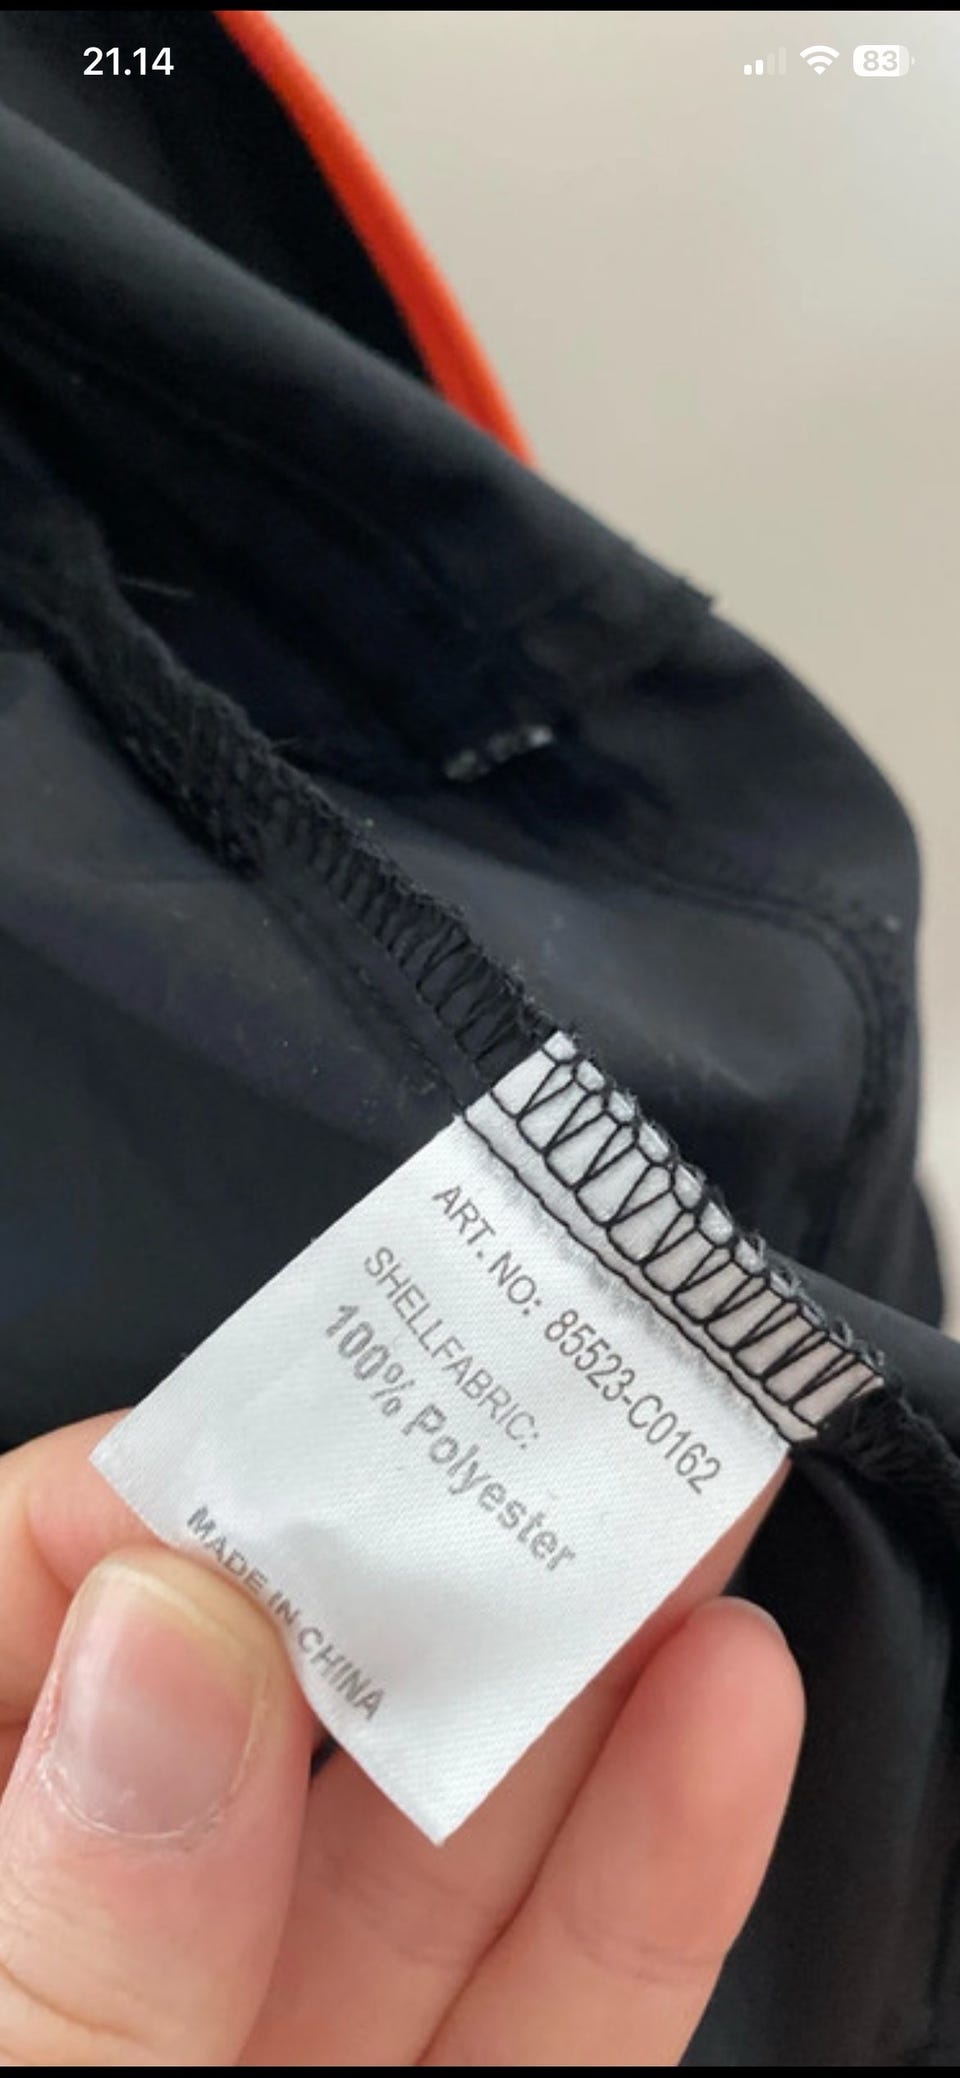 21.14
83
ART. NO: 85523-C0162
SHELLFABRIC:
100% Polyester
MADE IN CHINA